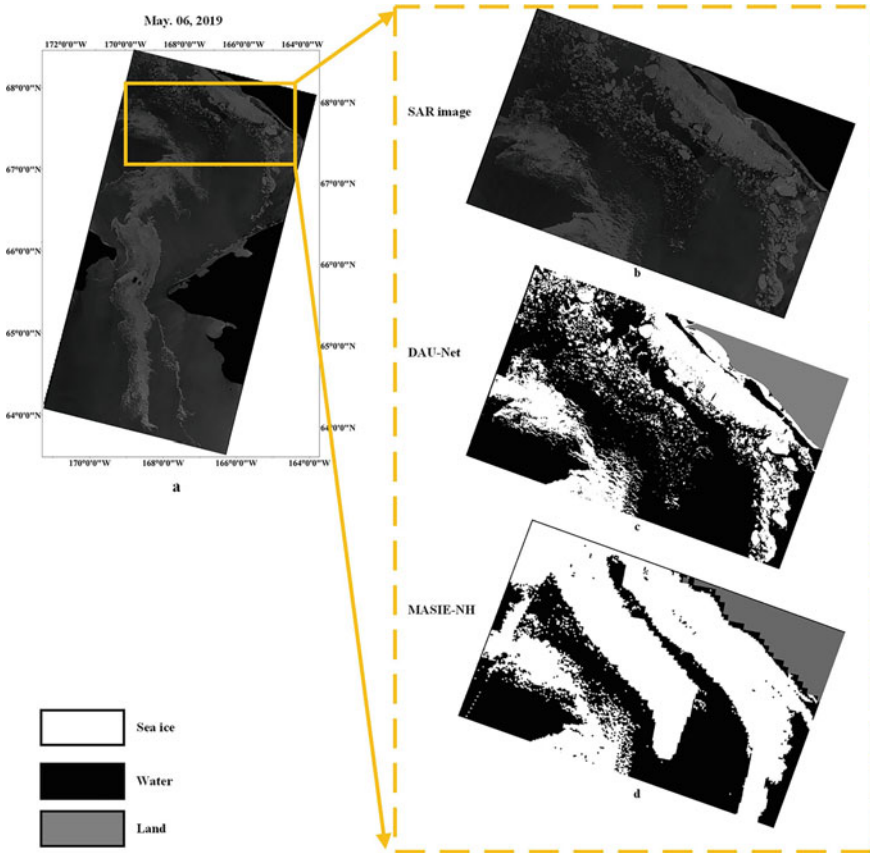 May. 06, 2019
172°0'0"W 170°0'0"W 168°0'0"W 166°0'0"W 164°0'0"W
68°0'0"N
68°0'0"N
67°0'0"N
67°0'0"N
66°0'0"N
66°0'0"N
65°0'0"N
65°0'0"N
64°0'0"N
64°0'0"N
170°0'0"W 168°0'0"W 166°0'0"W 164°0'0"W
a
SAR image
b
DAU-Net
c
MASIE-NH
d
Sea ice
Water
Land